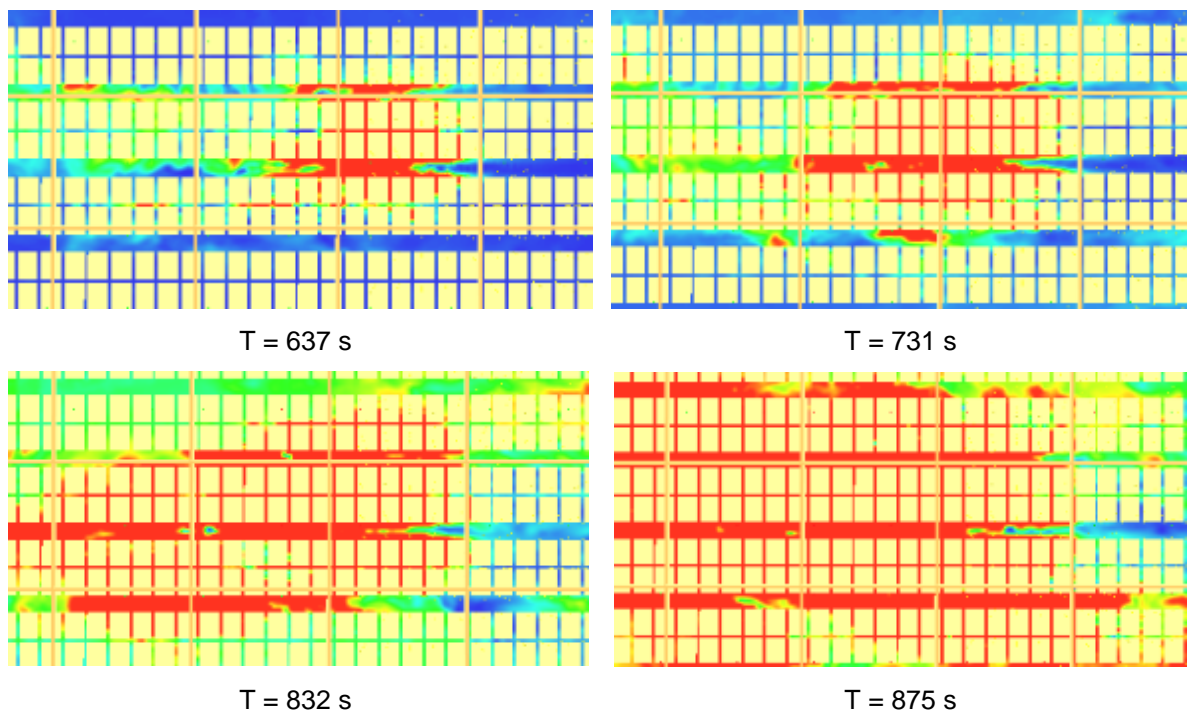 T = 637 s
T = 731 s
T = 832 s
T = 875 s